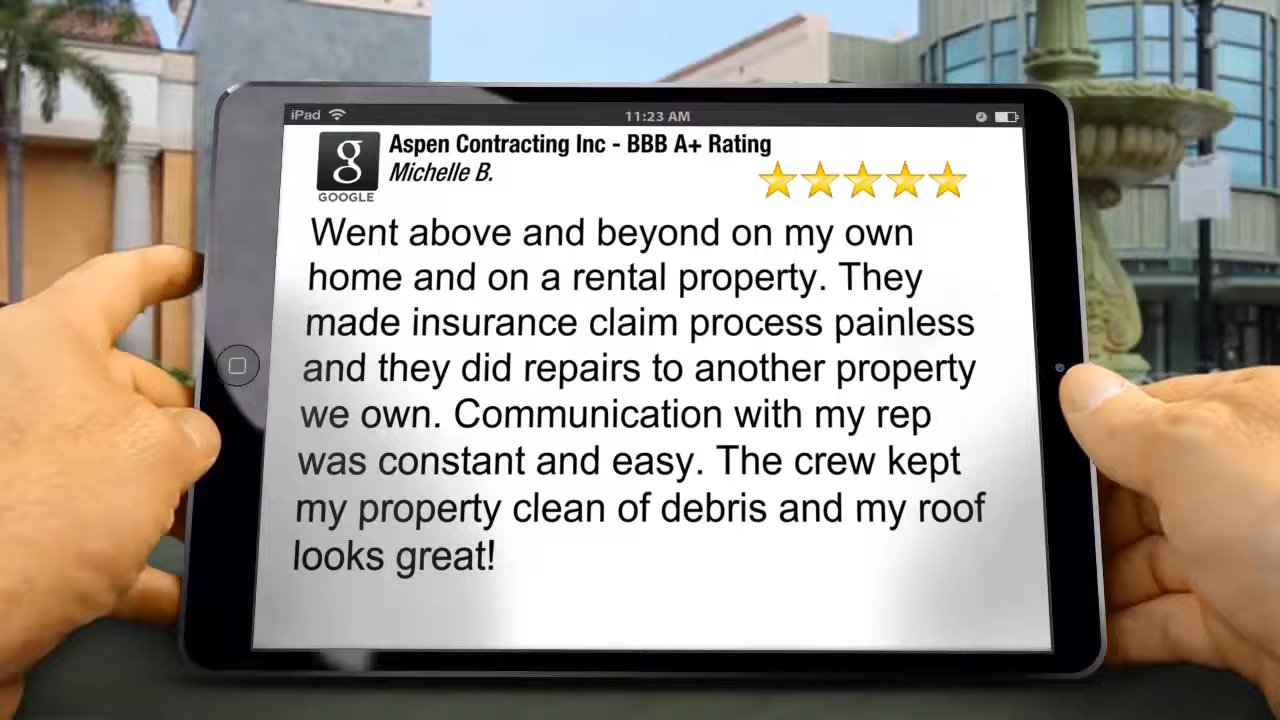 iPad 11:23 AM
g Aspen Contracting Inc - BBB A+ Rating
Michelle B.
GOOGLE
Went above and beyond on my own
home and on a rental property. They
made insurance claim process painless
and they did repairs to another property
we own. Communication with my rep
was constant and easy. The crew kept
my property clean of debris and my roof
looks great!